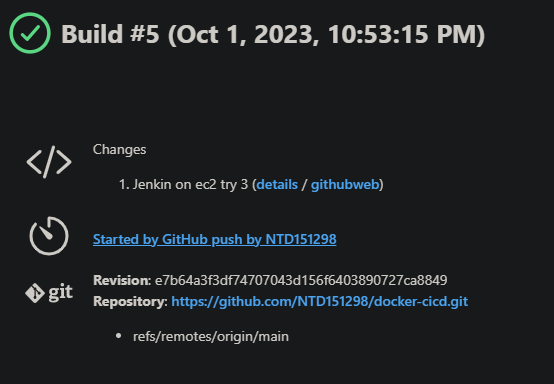 Build #5 (Oct 1, 2023, 10:53:15 PM)
Changes
1. Jenkin on ec2 try 3 (details / githubweb)
Started by GitHub push by NTD151298
git
Revision: e7b64a3f3df74707043d156f6403890727ca8849
Repository: https://github.com/NTD151298/docker-cicd.git
• refs/remotes/origin/main